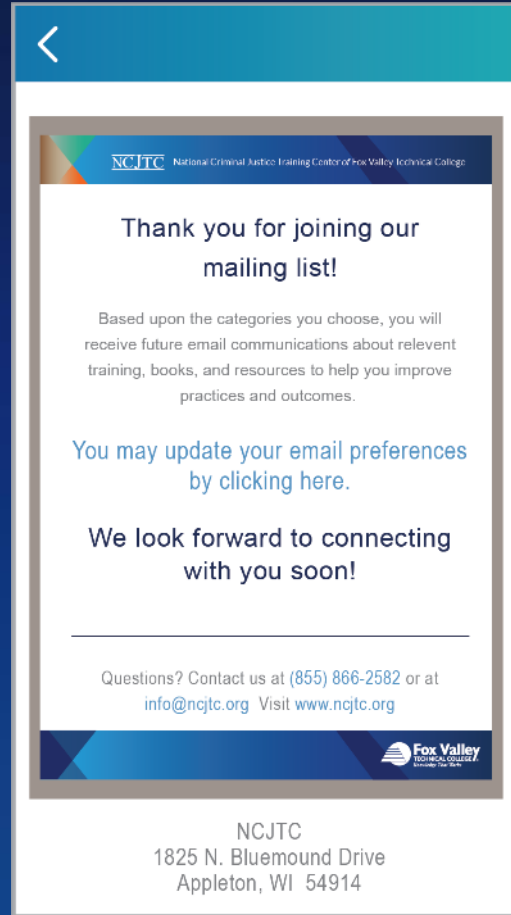 NCJTC National Criminal Justice Training Center of Fox Valley Technical College
Thank you for joining our
mailing list!
Based upon the categories you choose, you will
receive future email communications about relevent
training, books, and resources to help you improve
practices and outcomes.
You may update your email preferences
by clicking here.
We look forward to connecting
with you soon!
Questions? Contact us at (855) 866-2582 or at
info@ncjtc.org Visit www.ncjtc.org
Fox Valley
TECHNICAL COLLEGE
Knowledge That Works
NCJTC
1825 N. Bluemound Drive
Appleton, WI 54914